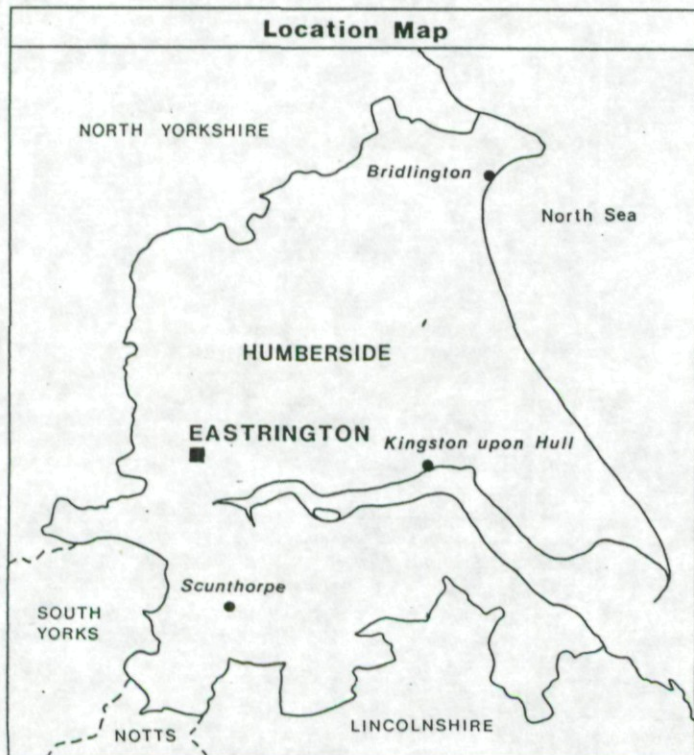 Location Map
NORTH YORKSHIRE
Bridlington
North Sea
HUMBERSIDE
EASTRINGTON
Kingston upon Hull
Scunthorpe
SOUTH
YORKS
NOTTS
LINCOLNSHIRE